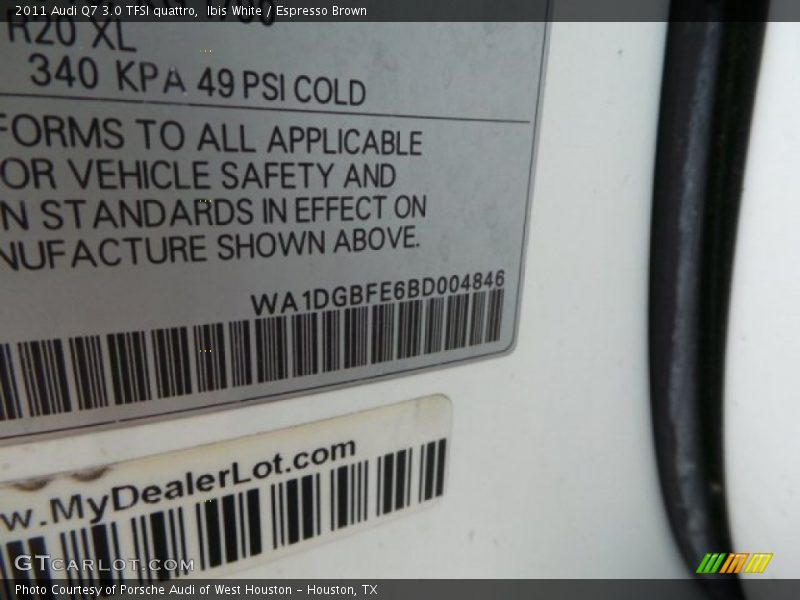 2011 Audi Q7 3.0 TFSI quattro, Ibis White / Espresso Brown
R20 XL
340 KPA 49 PSI COLD
FORMS TO ALL APPLICABLE
OR VEHICLE SAFETY AND
N STANDARDS IN EFFECT ON
NUFACTURE SHOWN ABOVE.
WA1DGBFE6BD004846
w.MyDealerLot.com
GTCARLOT.COM
Photo Courtesy of Porsche Audi of West Houston - Houston, TX